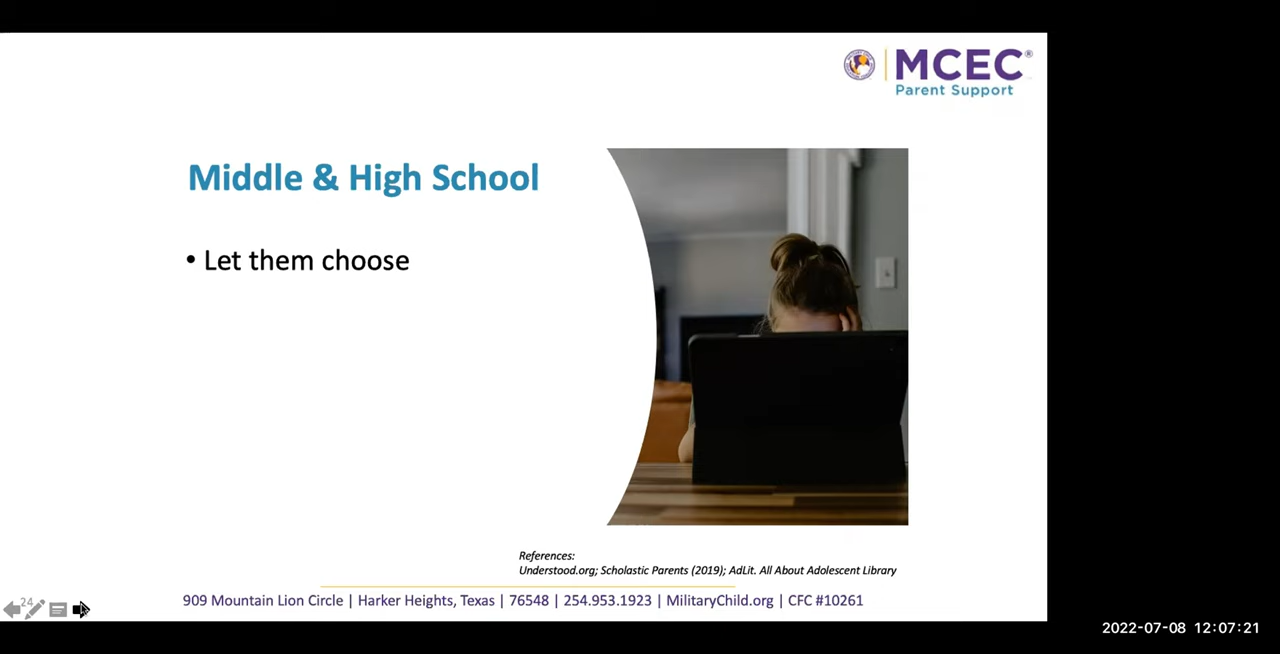 MCEC®
Parent Support
Middle & High School
• Let them choose
References:
Understood.org; Scholastic Parents (2019); AdLit. All About Adolescent Library
909 Mountain Lion Circle | Harker Heights, Texas | 76548 | 254.953.1923 | MilitaryChild.org | CFC #10261
24
2022-07-08 12:07:21